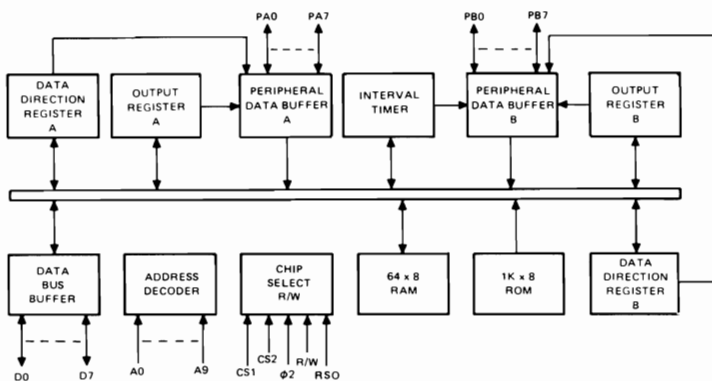 PA0 PA7 PB0 PB7
DATA
DIRECTION
REGISTER
A
OUTPUT
REGISTER
A
PERIPHERAL
DATA BUFFER
A
INTERVAL
TIMER
PERIPHERAL
DATA BUFFER
B
OUTPUT
REGISTER
B
DATA
BUS
BUFFER
ADDRESS
DECODER
CHIP
SELECT
R/W
64 x 8
RAM
1K x 8
ROM
DATA
DIRECTION
REGISTER
B
D0 D7 A0 A9 CS1 CS2 φ2 R/W RSO